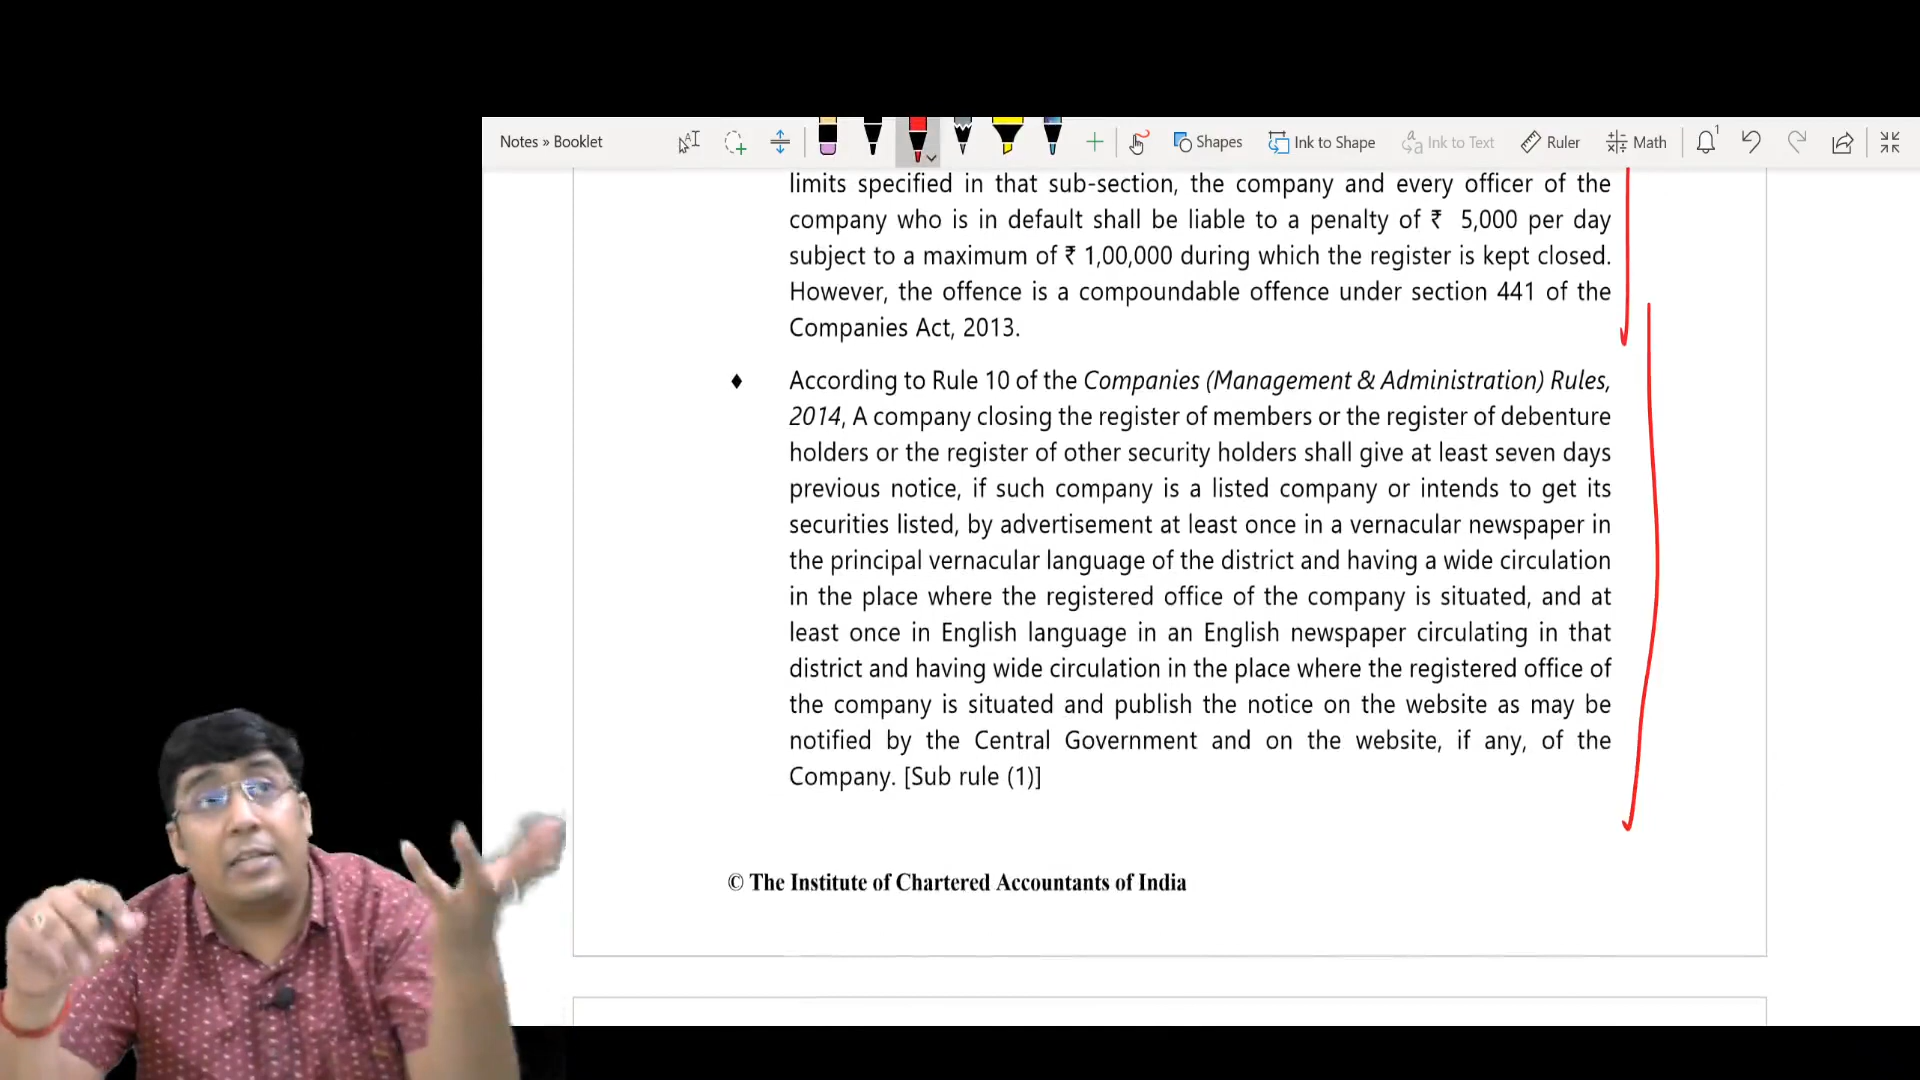 Notes » Booklet
Shapes
Ink to Shape
Ink to Text
Ruler
Math
1
limits specified in that sub-section, the company and every officer of the
company who is in default shall be liable to a penalty of ₹ 5,000 per day
subject to a maximum of ₹ 1,00,000 during which the register is kept closed.
However, the offence is a compoundable offence under section 441 of the
Companies Act, 2013.
♦ According to Rule 10 of the Companies (Management & Administration) Rules,
2014, A company closing the register of members or the register of debenture
holders or the register of other security holders shall give at least seven days
previous notice, if such company is a listed company or intends to get its
securities listed, by advertisement at least once in a vernacular newspaper in
the principal vernacular language of the district and having a wide circulation
in the place where the registered office of the company is situated, and at
least once in English language in an English newspaper circulating in that
district and having wide circulation in the place where the registered office of
the company is situated and publish the notice on the website as may be
notified by the Central Government and on the website, if any, of the
Company. [Sub rule (1)]
© The Institute of Chartered Accountants of India